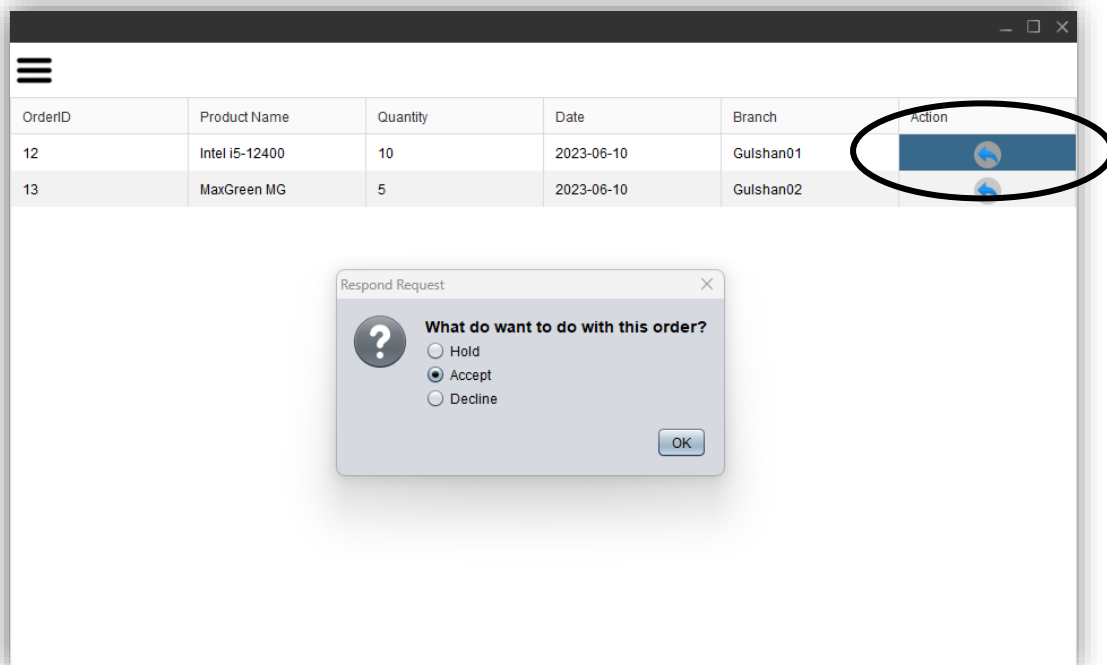 OrderID Product Name Quantity Date Branch Action
12 Intel i5-12400 10 2023-06-10 Gulshan01
13 MaxGreen MG 5 2023-06-10 Gulshan02
Respond Request
What do want to do with this order?
Hold
Accept
Decline
OK